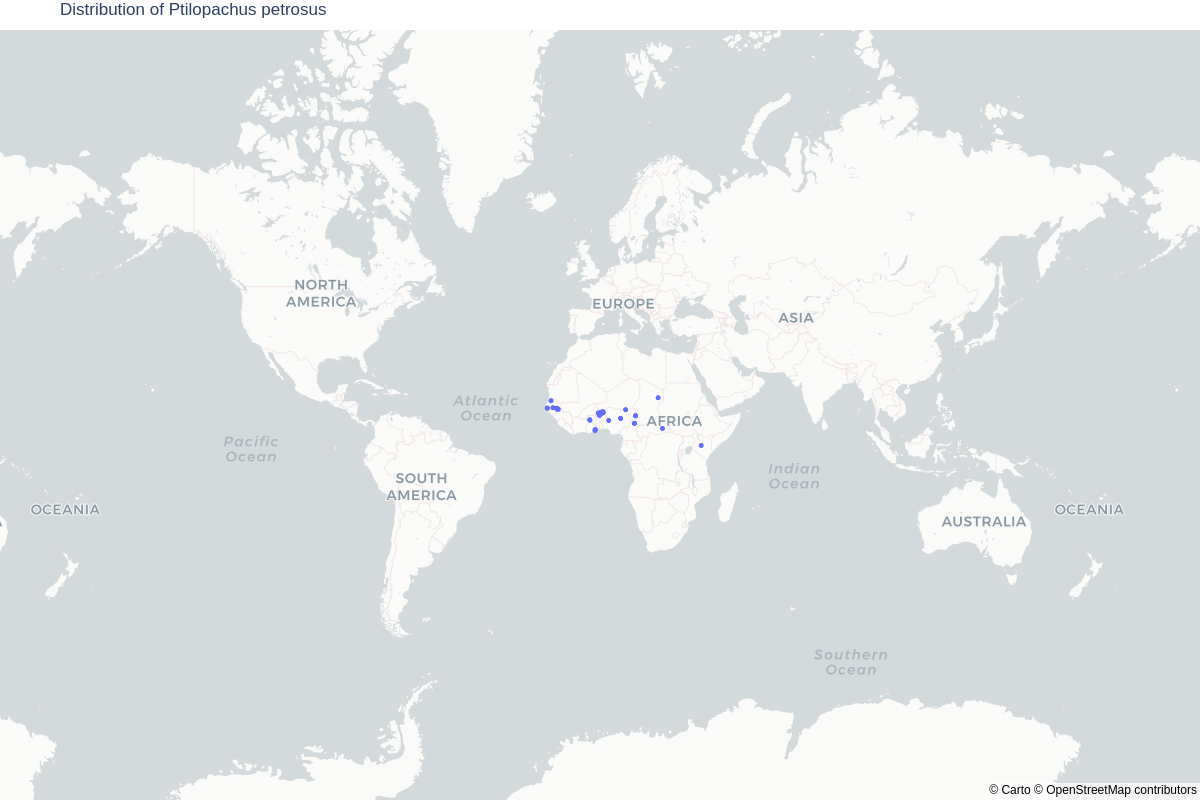 Distribution of Ptilopachus petrosus
NORTH
AMERICA
EUROPE
ASIA
Atlantic
Ocean
AFRICA
Pacific
Ocean
Indian
Ocean
SOUTH
AMERICA
OCEANIA
AUSTRALIA
OCEANIA
Southern
Ocean
© Carto © OpenStreetMap contributors